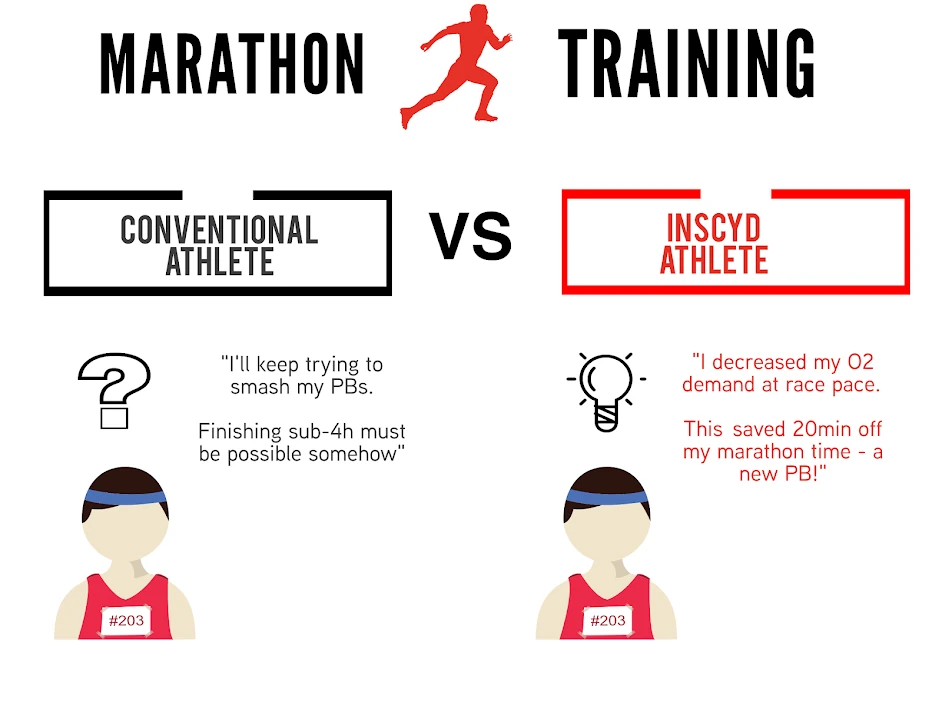 MARATHON TRAINING
CONVENTIONAL
ATHLETE
VS
INSCYD
ATHLETE
"I'll keep trying to
smash my PBs.
Finishing sub-4h must
be possible somehow"
"I decreased my O2
demand at race pace.
This saved 20min off
my marathon time - a
new PB!"
#203
#203